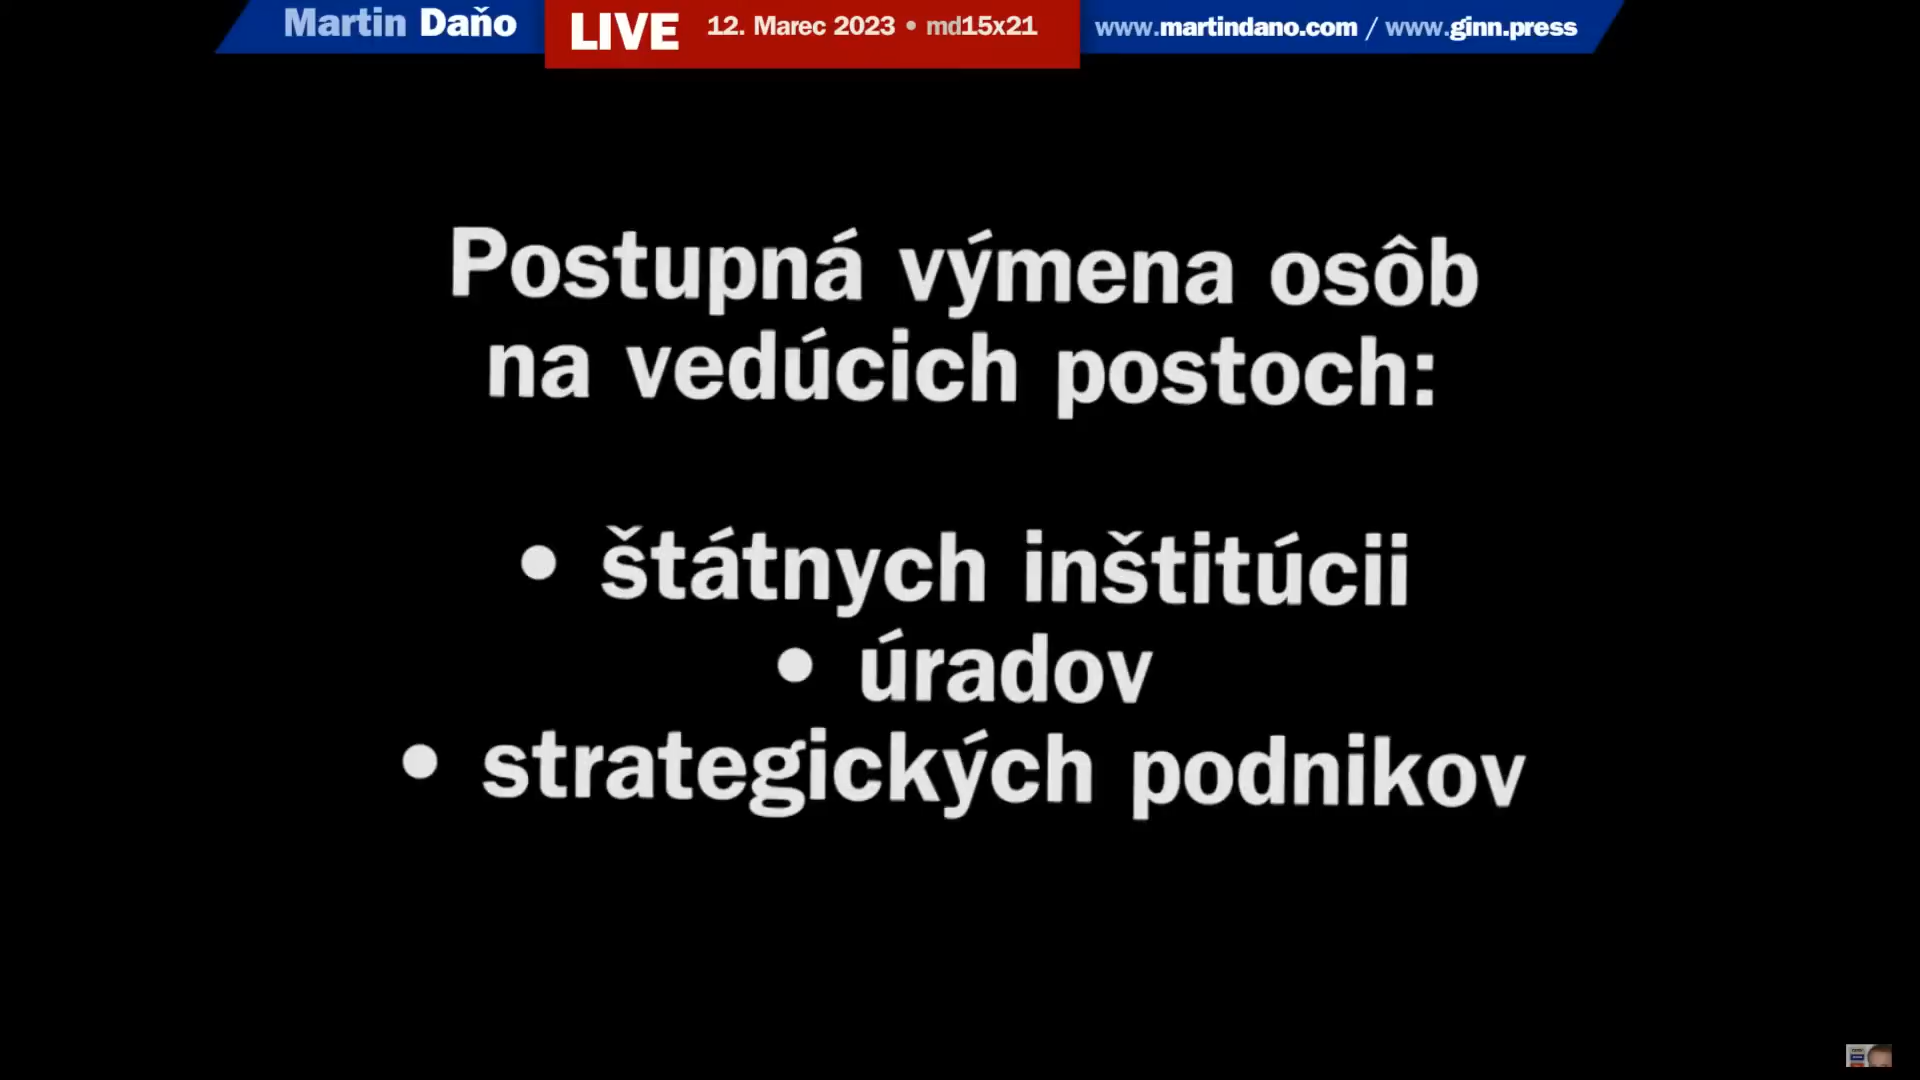 Martin Daňo LIVE 12. Marec 2023 • md15x21 www.martindano.com / www.ginn.press
Postupná výmena osôb
na vedúcich postoch:
• štátnych inštitúcii
• úradov
• strategických podnikov